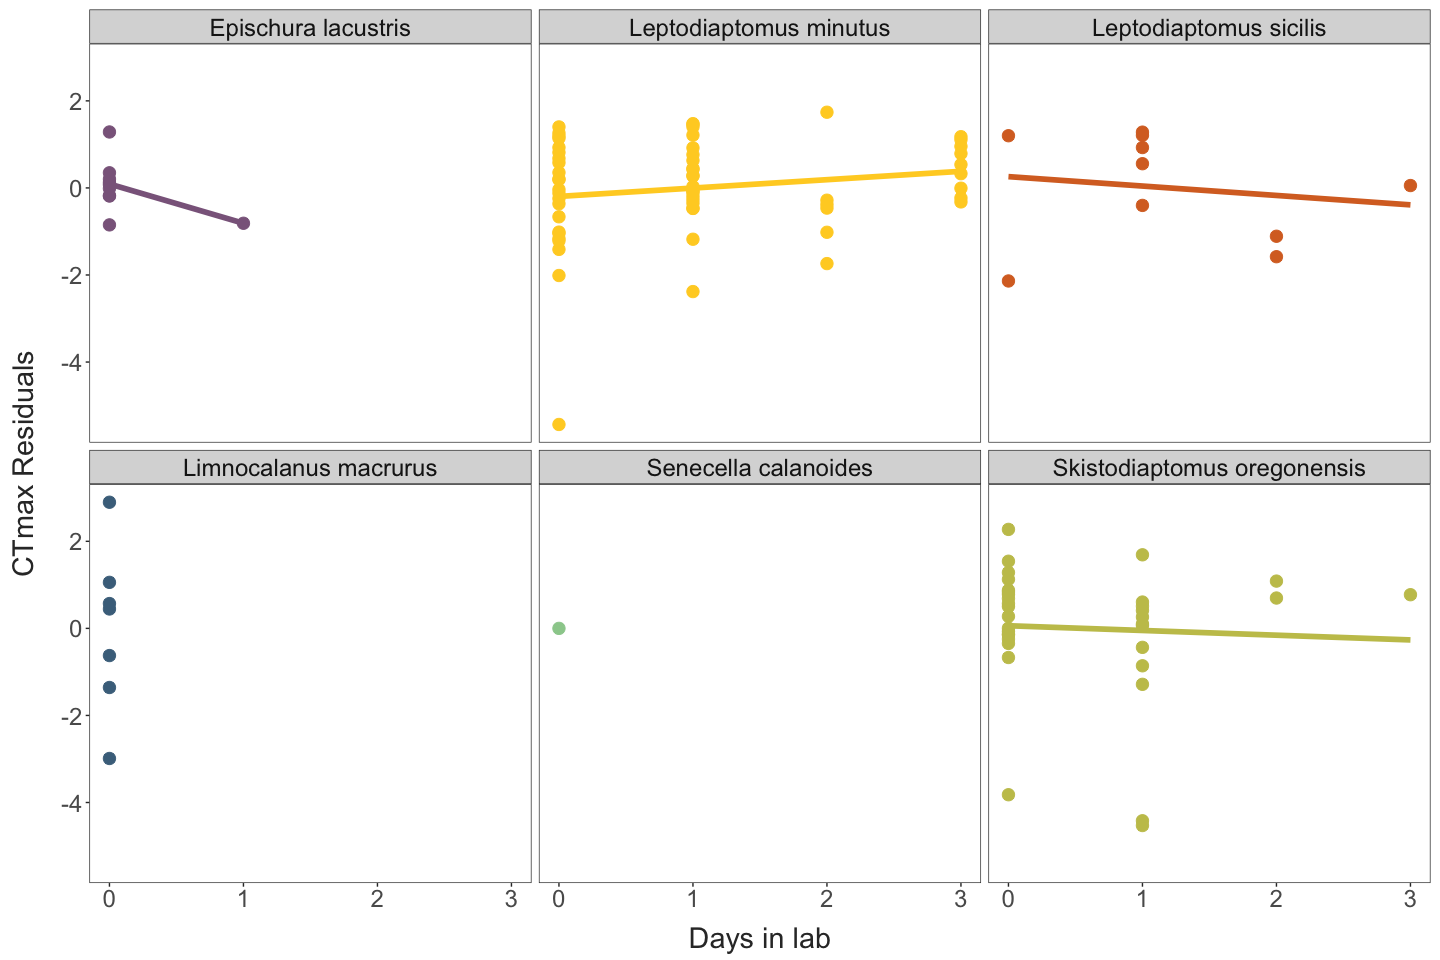 Epischura lacustris
Leptodiaptomus minutus
Leptodiaptomus sicilis
2
0
-2
-4
CTmax Residuals
Limnocalanus macrurus
Senecella calanoides
Skistodiaptomus oregonensis
2
0
-2
-4
0 1 2 3
0 1 2 3
0 1 2 3
Days in lab